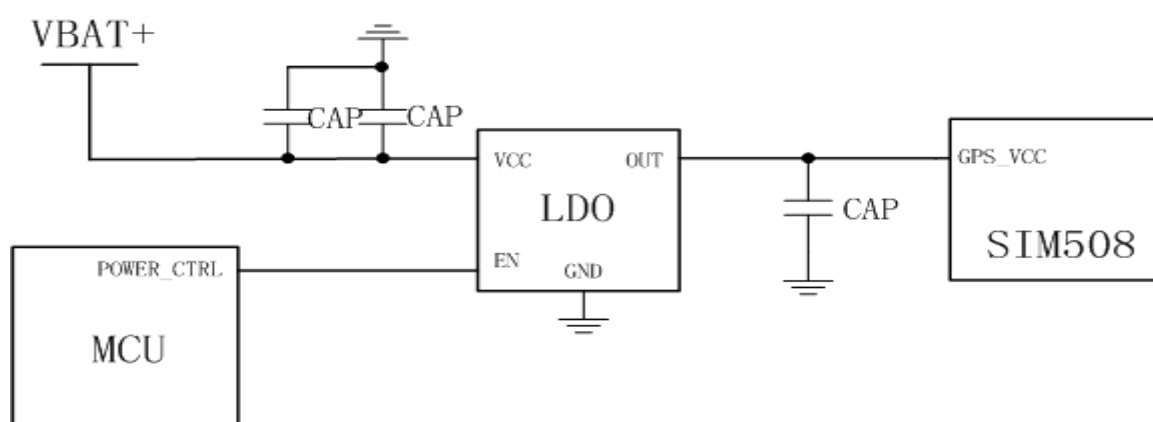 VBAT+
CAP
CAP
VCC
OUT
GPS_VCC
LDO
CAP
SIM508
POWER_CTRL
EN
GND
MCU